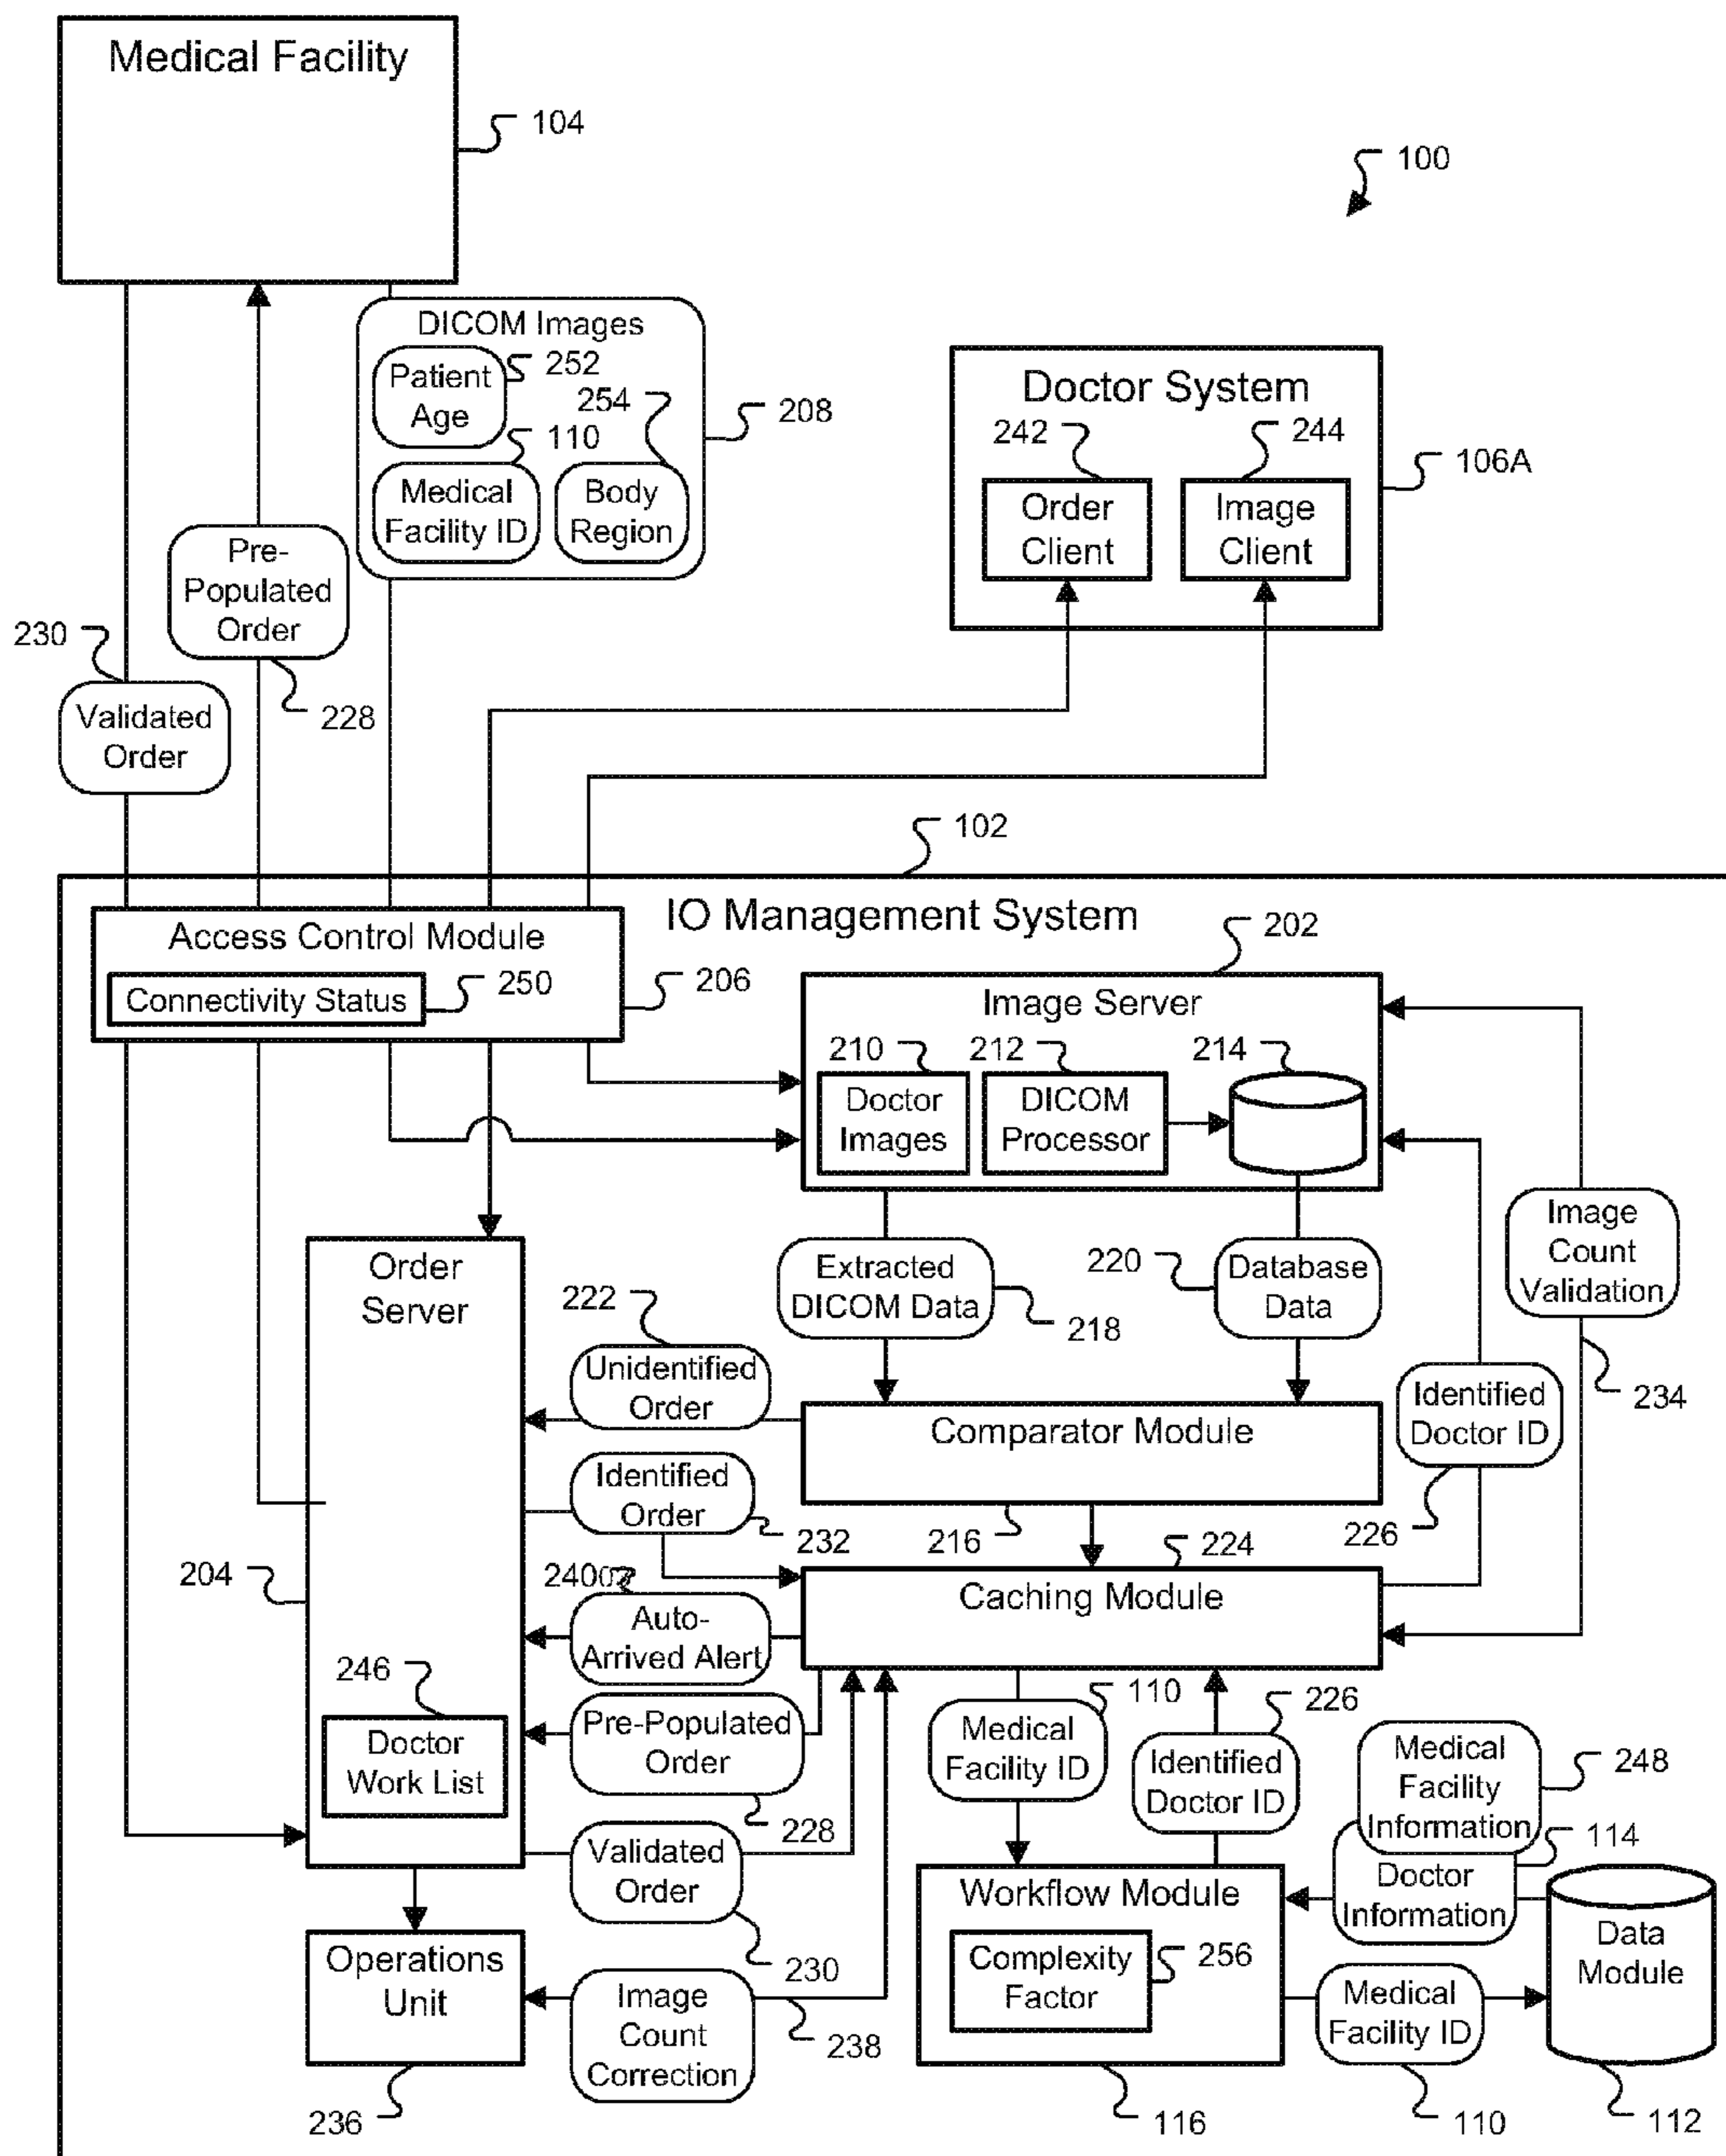 Medical Facility
104
100
DICOM Images
Patient
Age
252
254
110
Medical
Facility ID
Body
Region
208
Doctor System
242
244
Order
Client
Image
Client
106A
Pre-
Populated
Order
228
230
Validated
Order
102
IO Management System
Access Control Module
Connectivity Status
250
206
202
Image Server
210
212
214
Doctor
Images
DICOM
Processor
Order
Server
Extracted
DICOM Data
218
220
Database
Data
Image
Count
Validation
234
222
Unidentified
Order
Comparator Module
216
Identified
Doctor ID
226
Identified
Order
232
224
Caching Module
204
2400
Auto-
Arrived Alert
246
Doctor
Work List
Pre-Populated
Order
228
110
Medical
Facility ID
226
Identified
Doctor ID
Medical
Facility
Information
248
114
Doctor
Information
Validated
Order
230
Workflow Module
Complexity
Factor
256
Data
Module
Operations
Unit
236
Image
Count
Correction
238
Medical
Facility ID
116
110
112